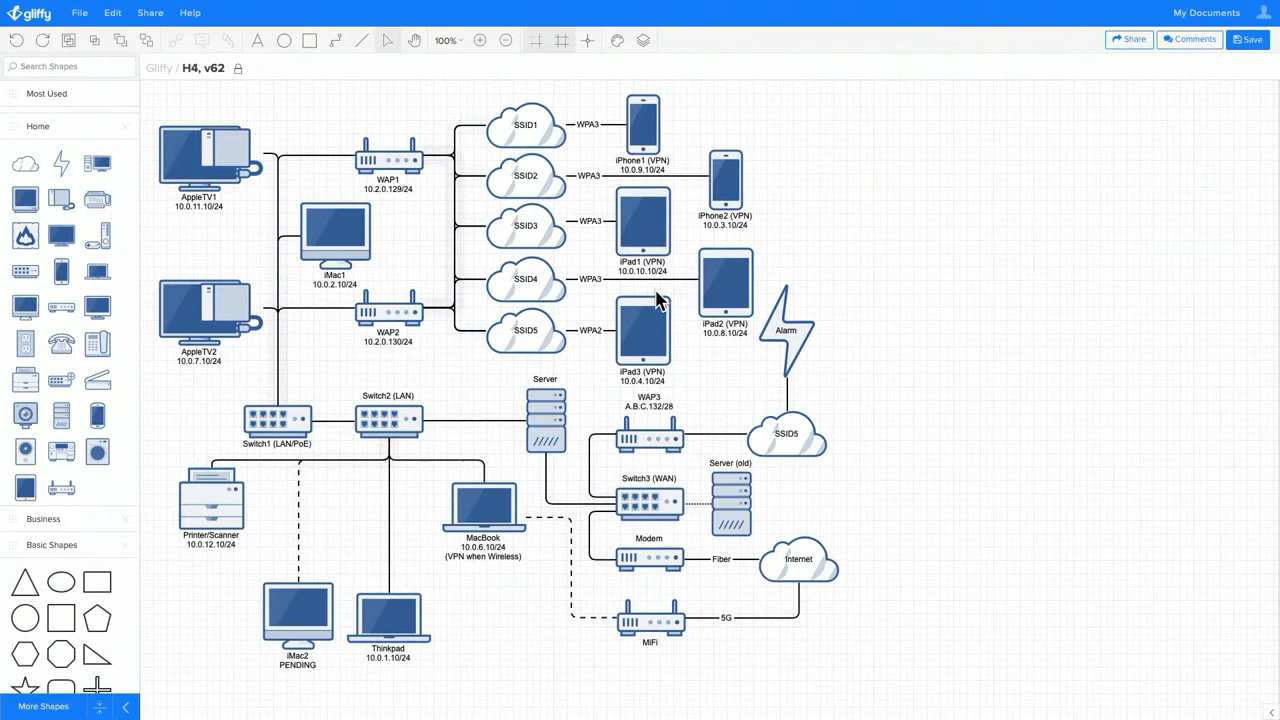 gliffy
File Edit Share Help
My Documents
100%
Share
Comments
Save
Search Shapes
Gliffy / H4, v62
Most Used
Home
Business
Basic Shapes
More Shapes
AppleTV1
10.0.11.10/24
WAP1
10.2.0.129/24
iMac1
10.0.2.10/24
AppleTV2
10.0.7.10/24
WAP2
10.2.0.130/24
SSID1
WPA3
iPhone1 (VPN)
10.0.9.10/24
SSID2
WPA3
iPhone2 (VPN)
10.0.3.10/24
SSID3
WPA3
iPad1 (VPN)
10.0.10.10/24
SSID4
WPA3
iPad2 (VPN)
10.0.8.10/24
SSID5
WPA2
iPad3 (VPN)
10.0.4.10/24
Alarm
Switch1 (LAN/PoE)
Switch2 (LAN)
Server
WAP3
A.B.C.132/28
SSID5
Switch3 (WAN)
Server (old)
Printer/Scanner
10.0.12.10/24
MacBook
10.0.6.10/24
(VPN when Wireless)
Modem
Fiber
Internet
iMac2
PENDING
Thinkpad
10.0.1.10/24
MiFi
5G